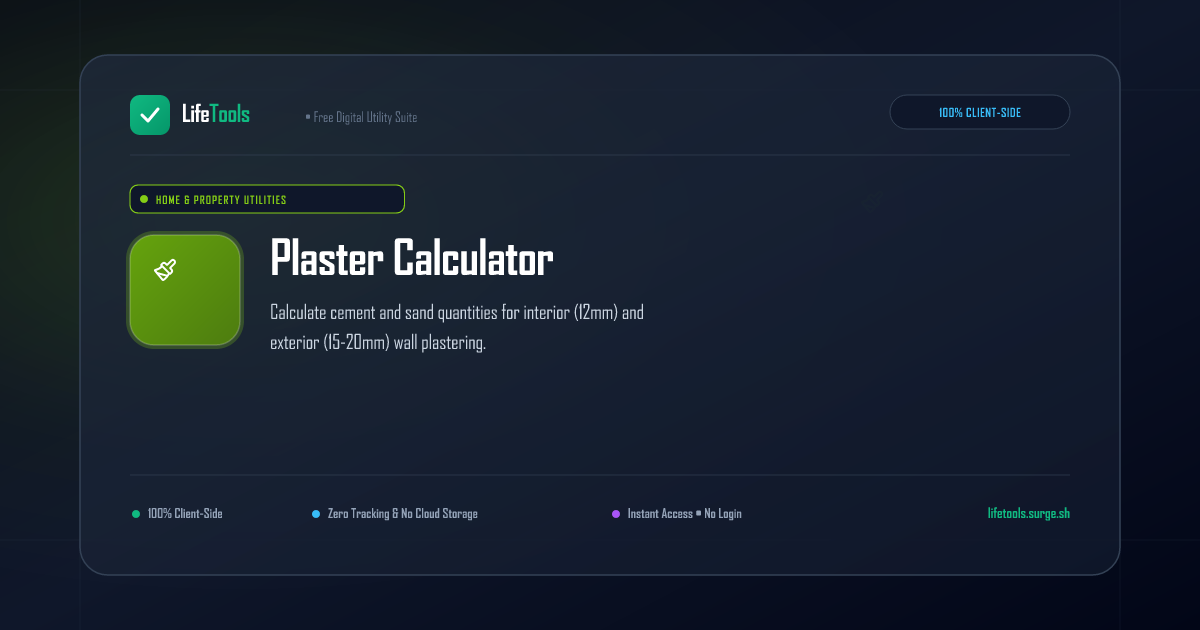 LifeTools
• Free Digital Utility Suite
100% CLIENT-SIDE
HOME & PROPERTY UTILITIES
Plaster Calculator
Calculate cement and sand quantities for interior (12mm) and
exterior (15-20mm) wall plastering.
100% Client-Side
Zero Tracking & No Cloud Storage
Instant Access • No Login
lifetools.surge.sh